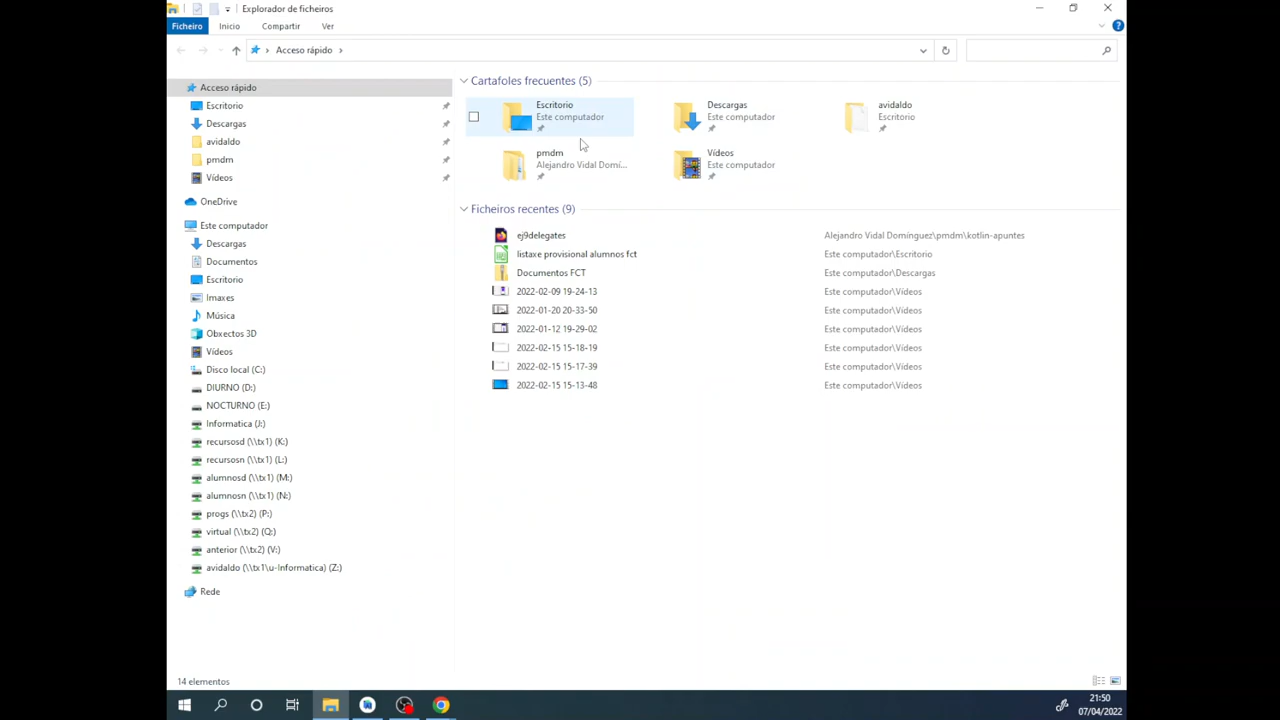 Explorador de ficheiros
Ficheiro Inicio Compartir Ver
Acceso rápido
Acceso rápido
Escritorio
Descargas
avidaldo
pmdm
Vídeos
OneDrive
Este computador
Descargas
Documentos
Escritorio
Imaxes
Música
Obxectos 3D
Vídeos
Disco local (C:)
DIURNO (D:)
NOCTURNO (E:)
Informatica (J:)
recursosd (\\tx1) (K:)
recursosn (\\tx1) (L:)
alumnosd (\\tx1) (M:)
alumnosn (\\tx1) (N:)
progs (\\tx2) (P:)
virtual (\\tx2) (Q:)
anterior (\\tx2) (V:)
avidaldo (\\tx1\u-Informatica) (Z:)
Rede
Cartafoles frecuentes (5)
Escritorio
Este computador
Descargas
Este computador
avidaldo
Escritorio
pmdm
Alejandro Vidal Domí...
Vídeos
Este computador
Ficheiros recentes (9)
ej9delegates Alejandro Vidal Domínguez\pmdm\kotlin-apuntes
listaxe provisional alumnos fct Este computador\Escritorio
Documentos FCT Este computador\Descargas
2022-02-09 19-24-13 Este computador\Vídeos
2022-01-20 20-33-50 Este computador\Vídeos
2022-01-12 19-29-02 Este computador\Vídeos
2022-02-15 15-18-19 Este computador\Vídeos
2022-02-15 15-17-39 Este computador\Vídeos
2022-02-15 15-13-48 Este computador\Vídeos
14 elementos
21:50
07/04/2022